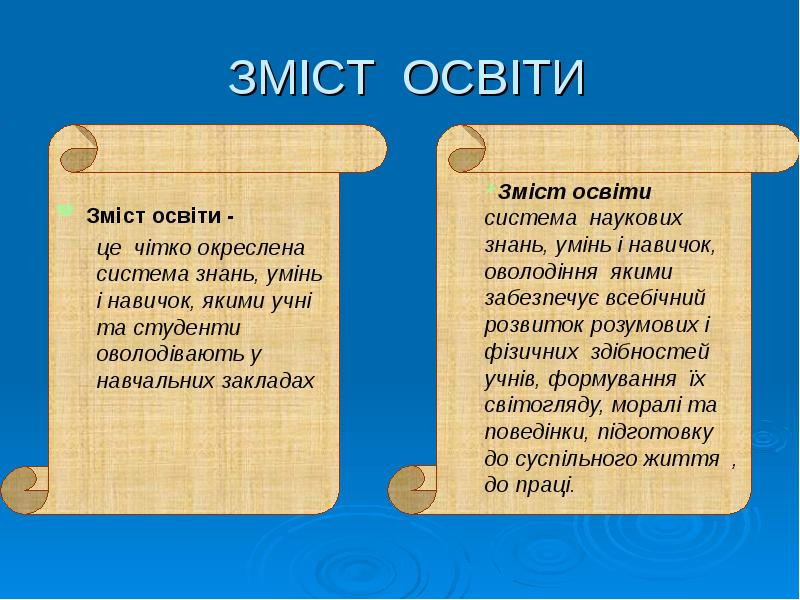 ЗМІСТ ОСВІТИ
Зміст освіти -
це чітко окреслена
система знань, умінь
і навичок, якими учні
та студенти
оволодівають у
навчальних закладах
Зміст освіти
система наукових
знань, умінь і навичок,
оволодіння якими
забезпечує всебічний
розвиток розумових і
фізичних здібностей
учнів, формування їх
світогляду, моралі та
поведінки, підготовку
до суспільного життя ,
до праці.